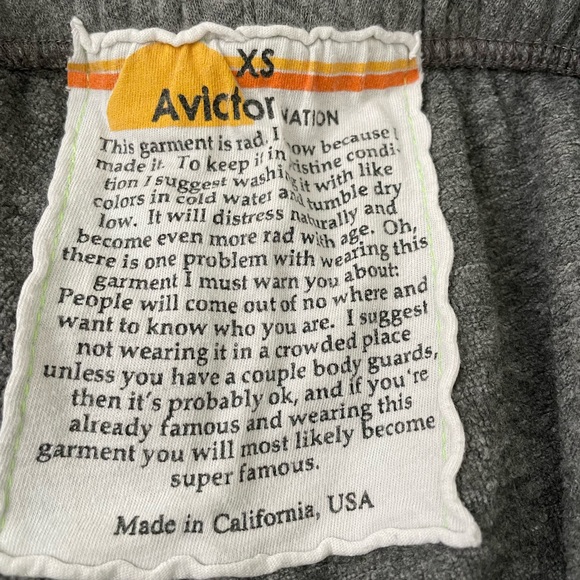 XS
Avictor NATION
This garment is rad. I ow because I
made it. To keep it in ristine condi-
tion I suggest washi g it with like
colors in cold water a d tumble dry
low. It will distress naturally and
become even more rad with age. Oh,
there is one problem with wearing this
garment I must warn you about:
People will come out of no where and
want to know who you are. I suggest
not wearing it in a crowded place
unless you have a couple body guards,
then it's probably ok, and if you're
already famous and wearing this
garment you will most likely become
super famous.
Made in California, USA